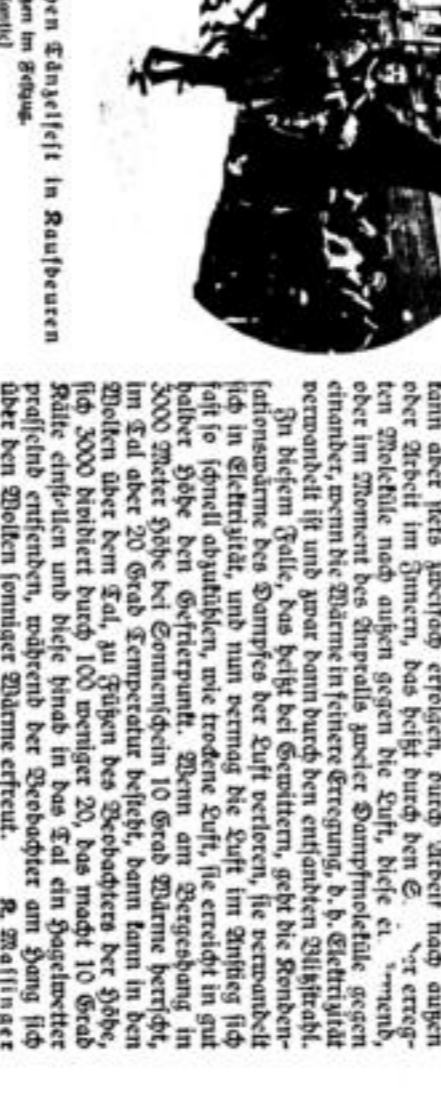 ...en Tänzelfest in Kaufbeuren
...en im Festzug.
kann aber stets zweifach erfolgen, durch Arbeit nach außen
oder Arbeit im Innern, das heißt durch den erreg-
ten Moleküle nach außen gegen die Luft, diese
oder im Moment des Anpralls zweier Dampfmoleküle gegen
einander, wenn die Wärme in feinere Erregung, d. h. Elektrizität
verwandelt ist und zwar dann durch den entsandten Blitzstrahl.
In diesem Falle, das heißt bei Gewittern, geht die Konden-
sationswärme des Dampfes der Luft verloren, sie verwandelt
sich in Elektrizität, und nun vermag die Luft im Anstieg sich
fast so schnell abzukühlen, wie trockene Luft, sie erreicht in gut
halber Höhe den Gefrierpunkt. Wenn am Bergeshang in
3000 Meter Höhe bei Sonnenschein 10 Grad Wärme herrscht,
im Tal aber 20 Grad Temperatur besteht, dann kann in den
Wolken über dem Tal, zu Füßen des Beobachters der Höhe,
sich 3000 dividiert durch 100 weniger 20, das macht 10 Grad
Kälte einstellen und diese hinab in das Tal ein Hagelwetter
prasselnd entsenden, während der Beobachter am Hang sich
über den Wolken sonniger Wärme erfreut. K. Massinger